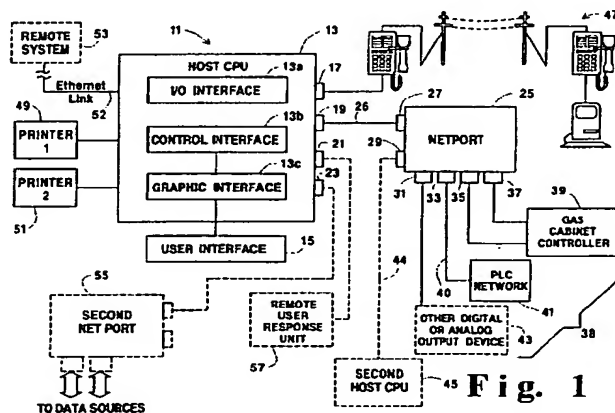 REMOTE
SYSTEM
53
11
13
47
HOST CPU
13a
I/O INTERFACE
17
Ethernet
Link
52
49
PRINTER
1
13b
CONTROL INTERFACE
19
26
27
25
NETPORT
21
29
13c
GRAPHIC INTERFACE
23
31
33
35
37
PRINTER
2
51
USER INTERFACE
15
39
GAS
CABINET
CONTROLLER
44
40
PLC
NETWORK
41
55
SECOND
NET PORT
REMOTE
USER
RESPONSE
UNIT
57
OTHER DIGITAL
OR ANALOG
OUTPUT DEVICE
43
38
SECOND
HOST CPU
45
TO DATA SOURCES
Fig. 1